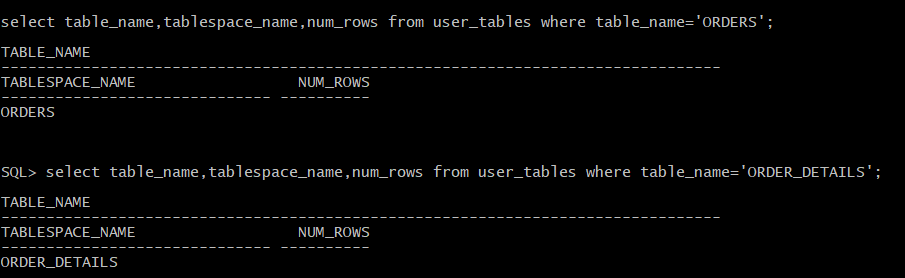 select table_name,tablespace_name,num_rows from user_tables where table_name='ORDERS';
TABLE_NAME
--------------------------------------------------------------------------------
TABLESPACE_NAME                  NUM_ROWS
------------------------------ ----------
ORDERS
SQL> select table_name,tablespace_name,num_rows from user_tables where table_name='ORDER_DETAILS';
TABLE_NAME
--------------------------------------------------------------------------------
TABLESPACE_NAME                  NUM_ROWS
------------------------------ ----------
ORDER_DETAILS